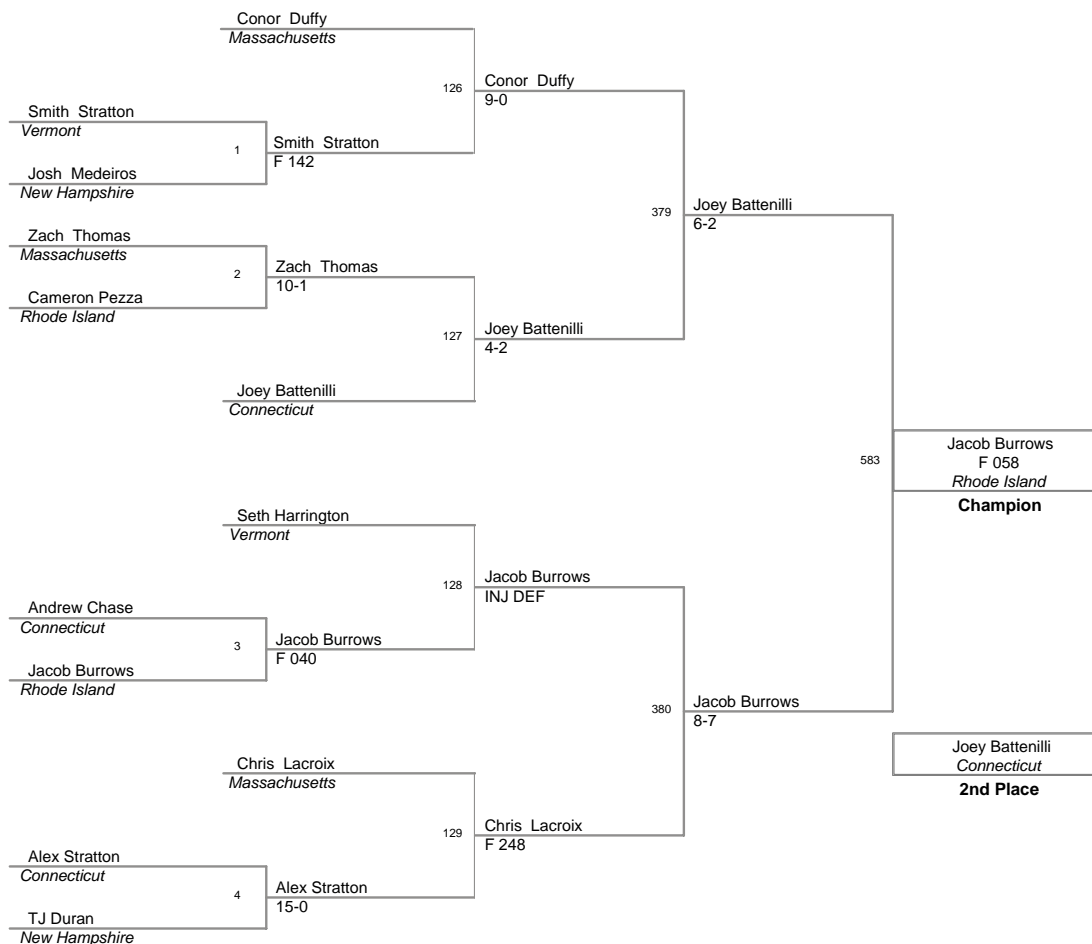 Conor Duffy
Massachusetts
126
Conor Duffy
9-0
Smith Stratton
Vermont
1
Smith Stratton
F 142
Josh Medeiros
New Hampshire
379
Joey Battenilli
6-2
Zach Thomas
Massachusetts
2
Zach Thomas
10-1
Cameron Pezza
Rhode Island
127
Joey Battenilli
4-2
Joey Battenilli
Connecticut
583
Jacob Burrows
F 058
Rhode Island
Champion
Seth Harrington
Vermont
128
Jacob Burrows
INJ DEF
Andrew Chase
Connecticut
3
Jacob Burrows
F 040
Jacob Burrows
Rhode Island
380
Jacob Burrows
8-7
Joey Battenilli
Connecticut
2nd Place
Chris Lacroix
Massachusetts
129
Chris Lacroix
F 248
Alex Stratton
Connecticut
4
Alex Stratton
15-0
TJ Duran
New Hampshire